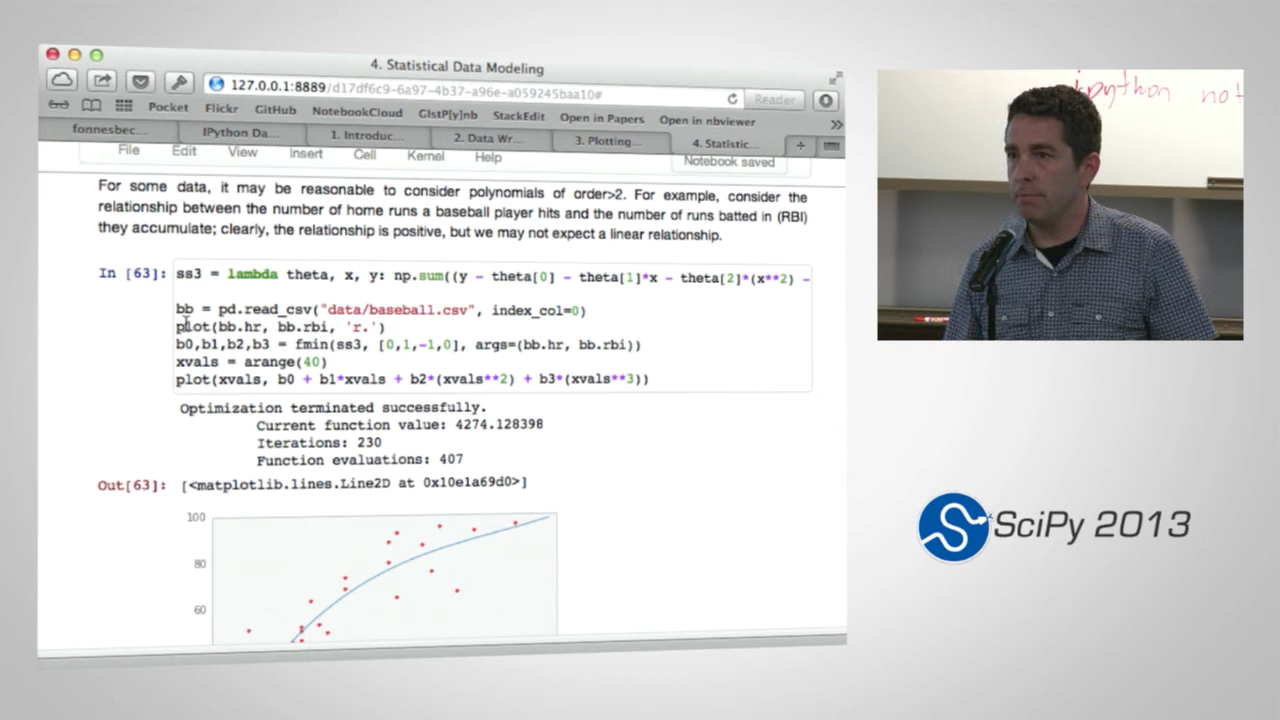 4. Statistical Data Modeling
127.0.0.1:8889/d17df6c9-6a97-4b37-a96e-a059245baa10#
Reader
Pocket Flickr GitHub NotebookCloud GistP[y]nb StackEdit Open in Papers Open in nbviewer
fonnesbec... IPython Da... 1. Introduc... 2. Data Wr... 3. Plotting... 4. Statistic...
File Edit View Insert Cell Kernel Help
Notebook saved
For some data, it may be reasonable to consider polynomials of order>2. For example, consider the
relationship between the number of home runs a baseball player hits and the number of runs batted in (RBI)
they accumulate; clearly, the relationship is positive, but we may not expect a linear relationship.
In [63]: ss3 = lambda theta, x, y: np.sum((y - theta[0] - theta[1]*x - theta[2]*(x**2) -
bb = pd.read_csv("data/baseball.csv", index_col=0)
plot(bb.hr, bb.rbi, 'r.')
b0,b1,b2,b3 = fmin(ss3, [0,1,-1,0], args=(bb.hr, bb.rbi))
xvals = arange(40)
plot(xvals, b0 + b1*xvals + b2*(xvals**2) + b3*(xvals**3))
Optimization terminated successfully.
Current function value: 4274.128398
Iterations: 230
Function evaluations: 407
Out[63]: [<matplotlib.lines.Line2D at 0x10e1a69d0>]
100
80
60
ipython not
SciPy 2013